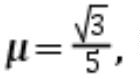 μ = √3/5 ,